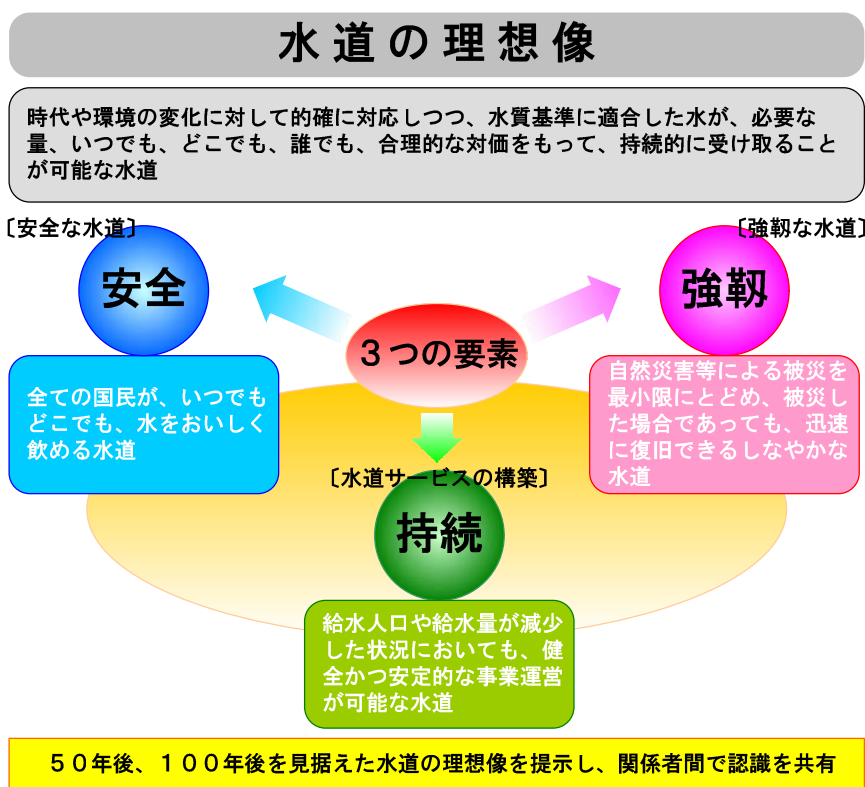 水道の理想像
時代や環境の変化に対して的確に対応しつつ、水質基準に適合した水が、必要な
量、いつでも、どこでも、誰でも、合理的な対価をもって、持続的に受け取ること
が可能な水道
〔安全な水道〕
安全
全ての国民が、いつでも
どこでも、水をおいしく
飲める水道
３つの要素
〔強靭な水道〕
強靭
自然災害等による被災を
最小限にとどめ、被災し
た場合であっても、迅速
に復旧できるしなやかな
水道
〔水道サービスの構築〕
持続
給水人口や給水量が減少
した状況においても、健
全かつ安定的な事業運営
が可能な水道
５０年後、１００年後を見据えた水道の理想像を提示し、関係者間で認識を共有